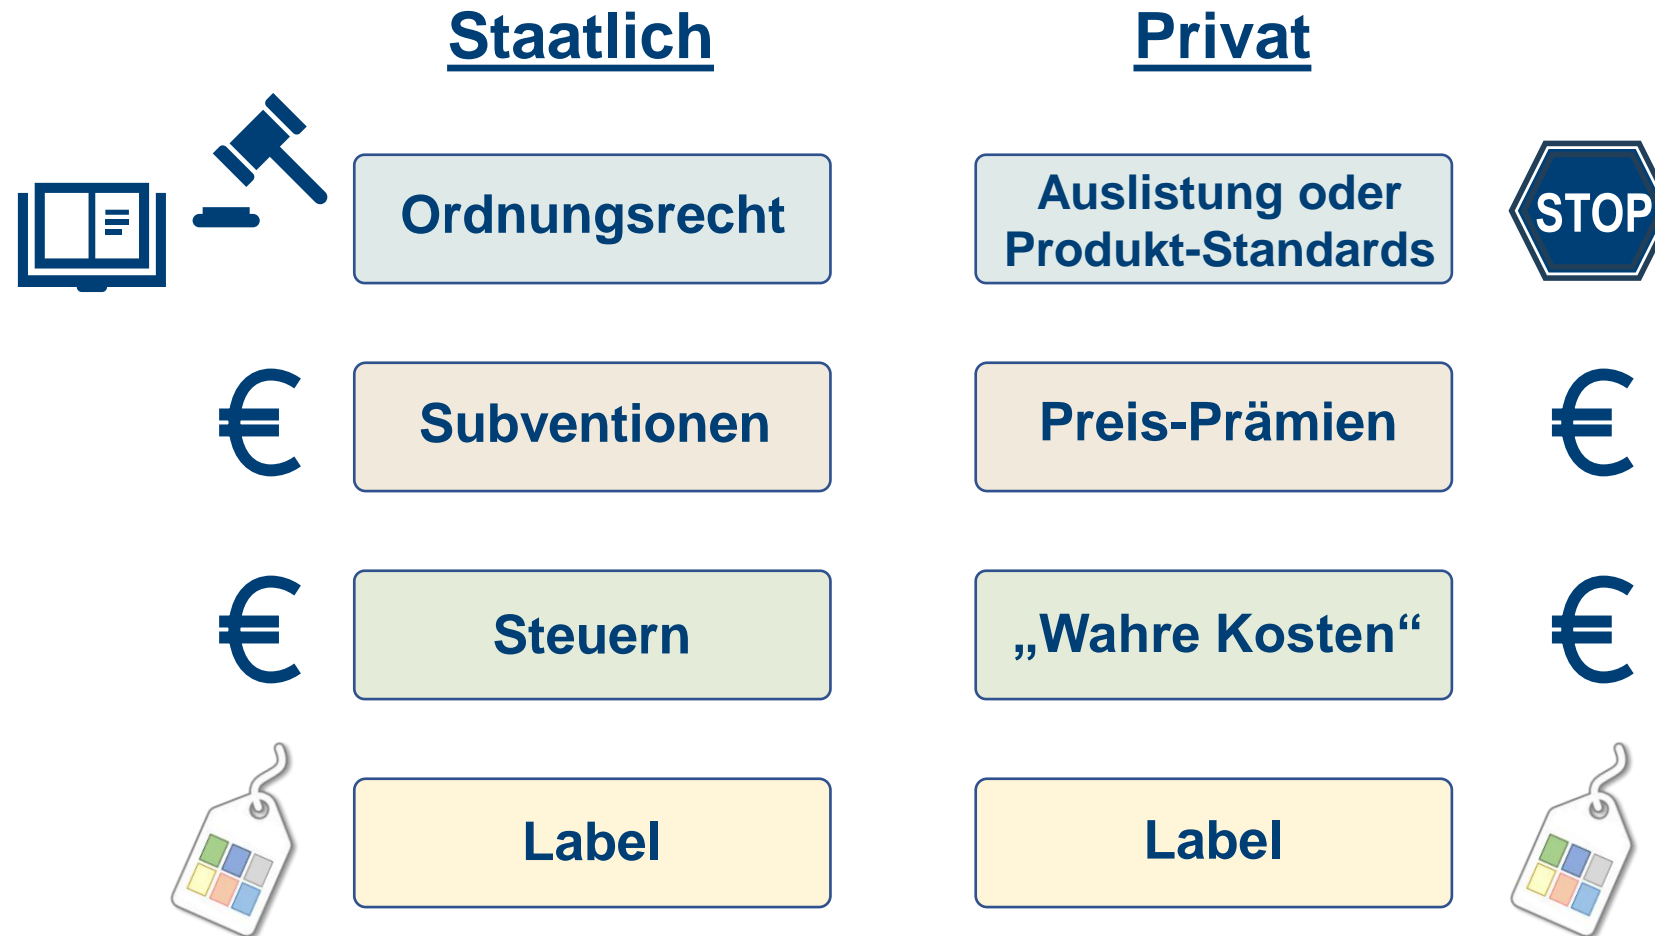 Staatlich
Privat
Ordnungsrecht
Auslistung oder
Produkt-Standards
STOP
€
Subventionen
Preis-Prämien
€
€
Steuern
„Wahre Kosten“
€
Label
Label